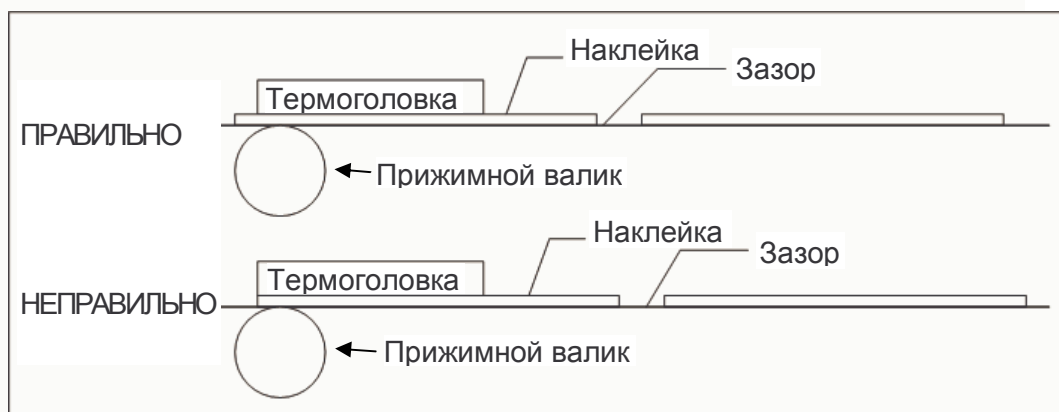 Наклейка
Зазор
Термоголовка
ПРАВИЛЬНО
Прижимной валик
Наклейка
Зазор
Термоголовка
НЕПРАВИЛЬНО
Прижимной валик